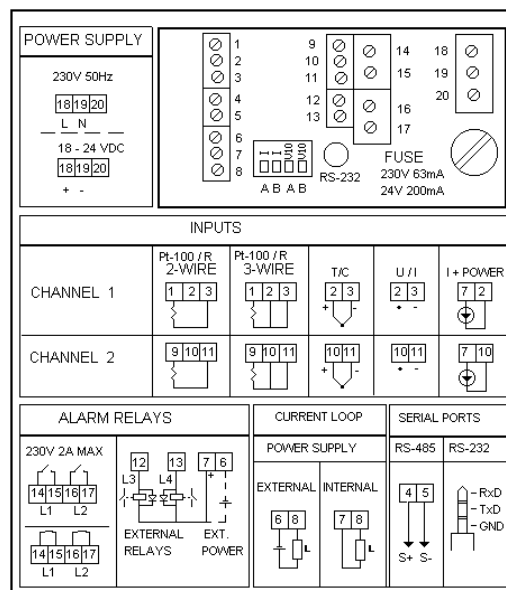 POWER SUPPLY
230V 50Hz
18 19 20
L N
18 - 24 VDC
18 19 20
+ -
1
2
3
4
5
6
7
8
9
10
11
12
13
14
15
16
17
18
19
20
A B A B
RS-232
FUSE
230V 63mA
24V 200mA
INPUTS
Pt-100 / R 2-WIRE
Pt-100 / R 3-WIRE
T/C
U / I
I + POWER
CHANNEL 1
1 2 3
1 2 3
2 3
2 3
7 2
+ -
-
CHANNEL 2
9 10 11
9 10 11
10 11
10 11
7 10
+ -
-
ALARM RELAYS
230V 2A MAX
14 15 16 17
L1 L2
14 15 16 17
L1 L2
12 13 7 6
L3 L4 +
-
EXTERNAL RELAYS
EXT. POWER
CURRENT LOOP
POWER SUPPLY
EXTERNAL INTERNAL
6 8
7 8
L
L
SERIAL PORTS
RS-485 RS-232
4 5
S+ S-
RxD
TxD
GND